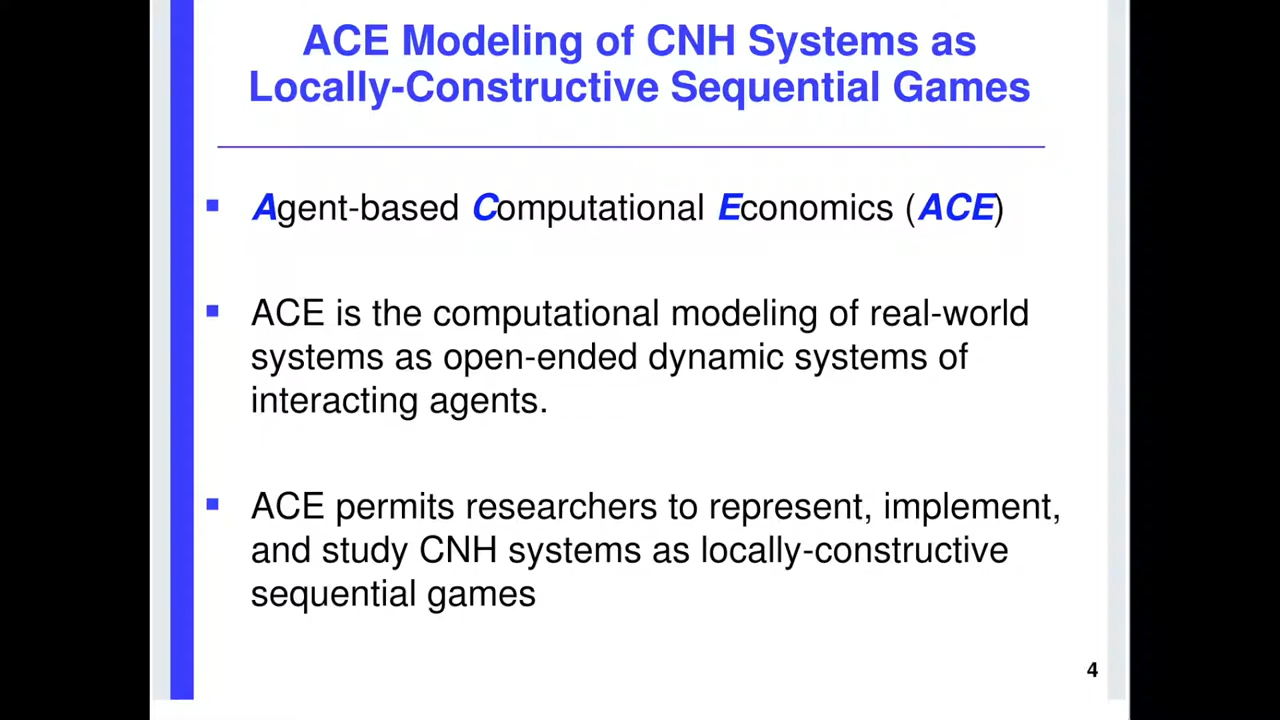 ACE Modeling of CNH Systems as
Locally-Constructive Sequential Games
Agent-based Computational Economics (ACE)
ACE is the computational modeling of real-world
systems as open-ended dynamic systems of
interacting agents.
ACE permits researchers to represent, implement,
and study CNH systems as locally-constructive
sequential games
4